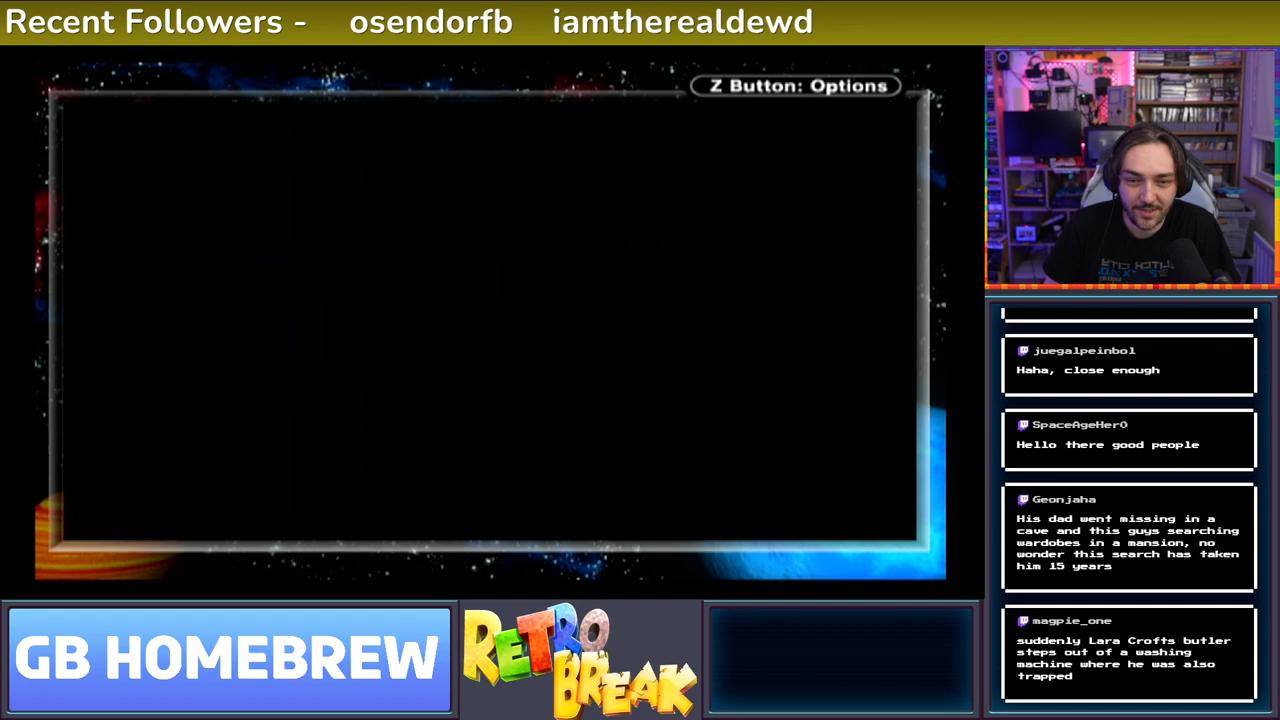 Recent Followers - osendorfb iamtherealdewd
Z Button: Options
juegalpeinbol
Haha, close enough
SpaceAgeHer0
Hello there good people
Geonjaha
His dad went missing in a
cave and this guys searching
wardobes in a mansion, no
wonder this search has taken
him 15 years
magpie_one
suddenly Lara Crofts butler
steps out of a washing
machine where he was also
trapped
GB HOMEBREW
RETRO
BREAK